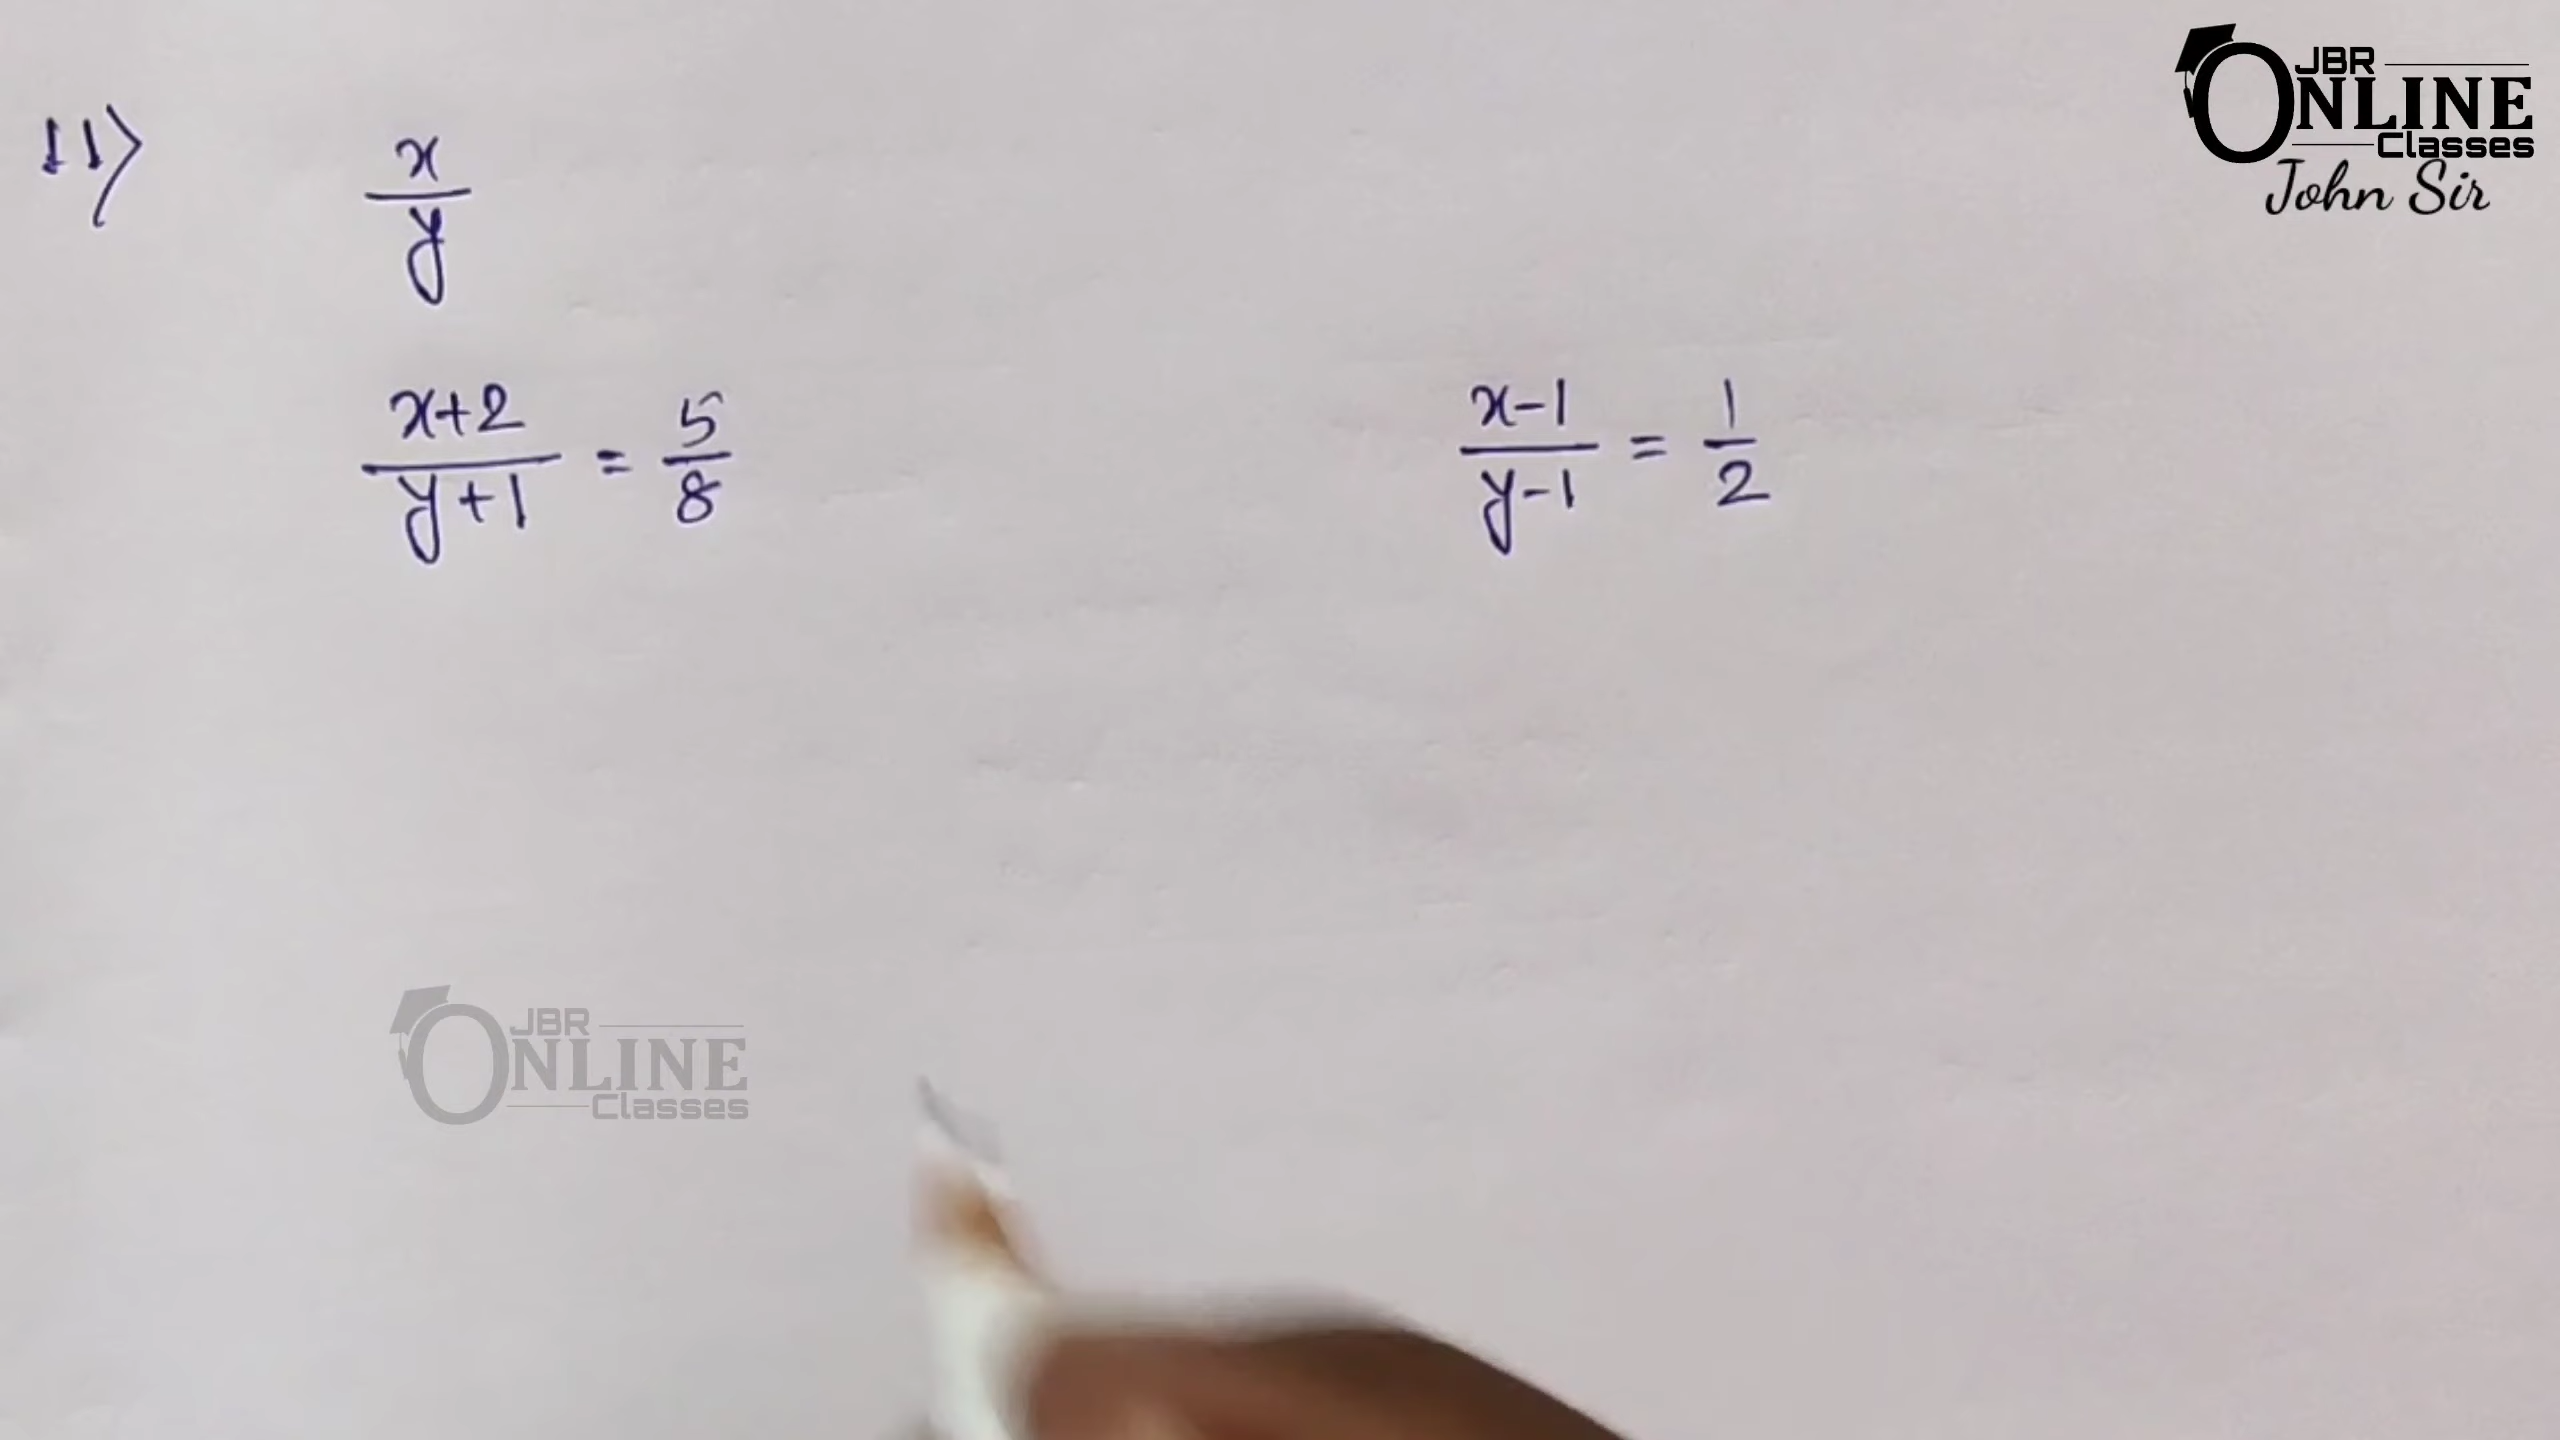 JBR
ONLINE
Classes
John Sir
11)
x/y
(x+2)/(y+1) = 5/8
(x-1)/(y-1) = 1/2
JBR
ONLINE
Classes